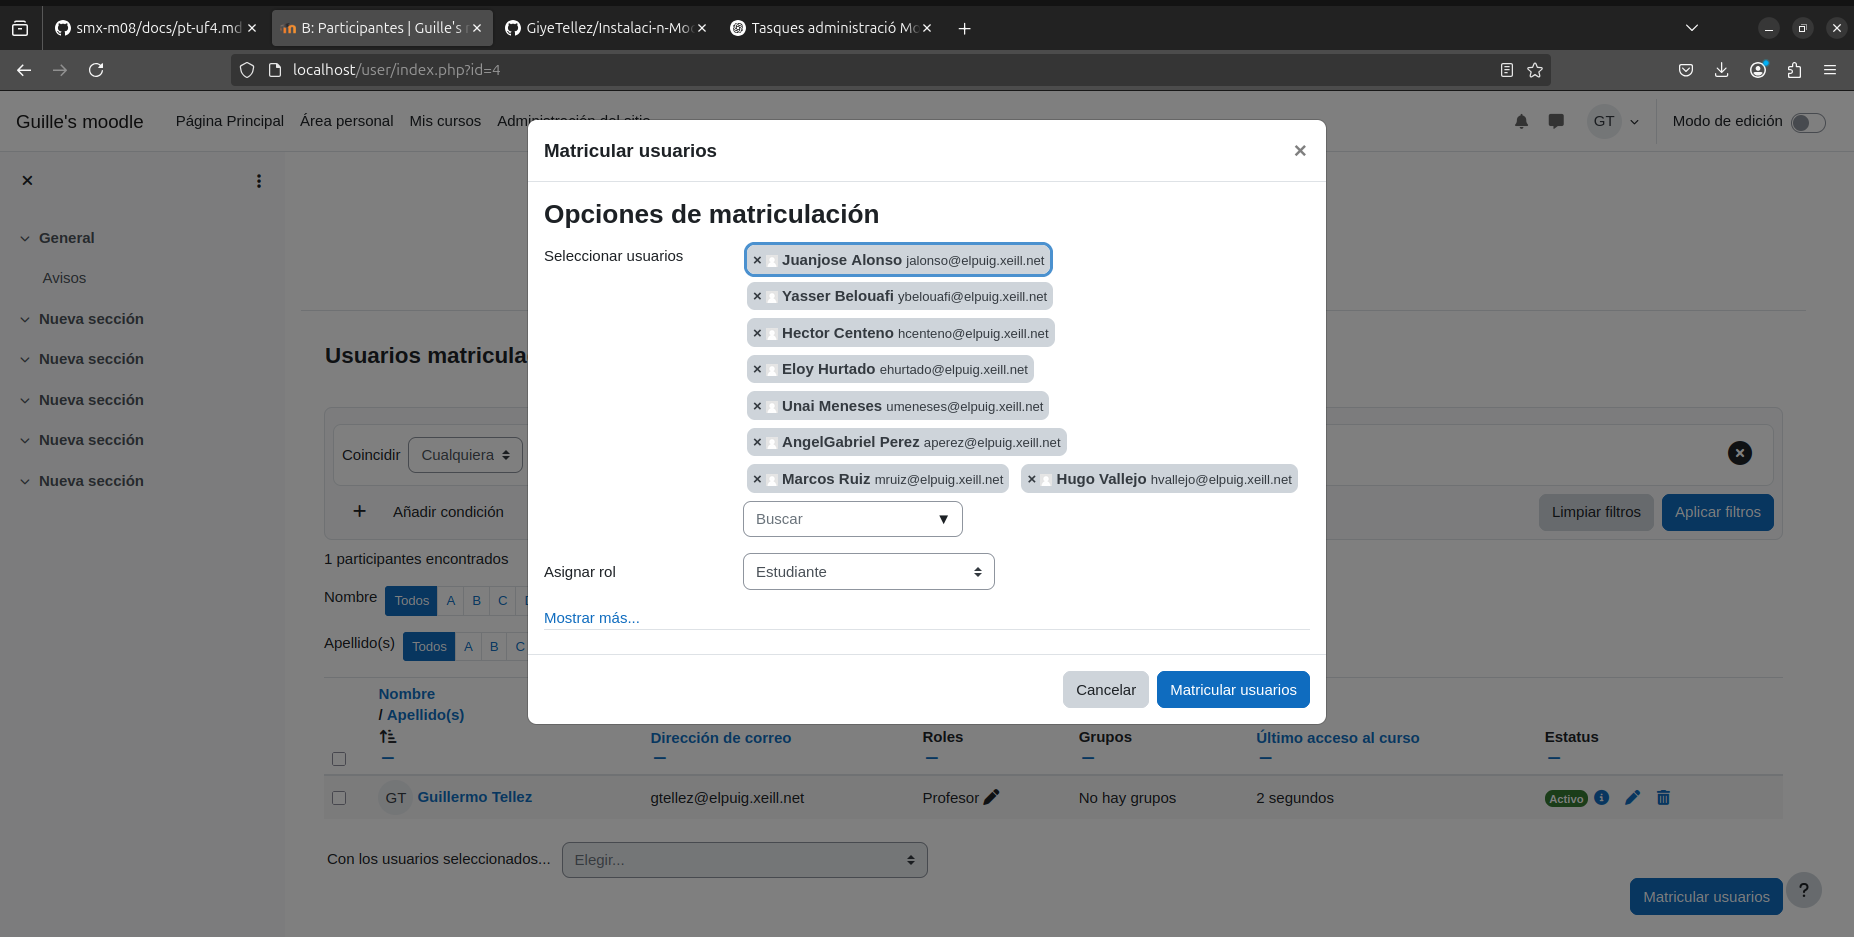 smx-m08/docs/pt-uf4.md
B: Participantes | Guille's
GiyeTellez/Instalaci-n-Moo
Tasques administració Mo
localhost/user/index.php?id=4
Guille's moodle
Página Principal
Área personal
Mis cursos
GT
Modo de edición
Matricular usuarios
Opciones de matriculación
Seleccionar usuarios
Juanjose Alonso jalonso@elpuig.xeill.net
Yasser Belouafi ybelouafi@elpuig.xeill.net
Hector Centeno hcenteno@elpuig.xeill.net
Eloy Hurtado ehurtado@elpuig.xeill.net
Unai Meneses umeneses@elpuig.xeill.net
AngelGabriel Perez aperez@elpuig.xeill.net
Marcos Ruiz mruiz@elpuig.xeill.net
Hugo Vallejo hvallejo@elpuig.xeill.net
Buscar
Asignar rol
Estudiante
Mostrar más...
Cancelar
Matricular usuarios
General
Avisos
Nueva sección
Nueva sección
Nueva sección
Nueva sección
Nueva sección
Usuarios matricula
Coincidir
Cualquiera
Añadir condición
Limpiar filtros
Aplicar filtros
1 participantes encontrados
Nombre
Todos A B C
Apellido(s)
Todos A B C
Nombre
/ Apellido(s)
Dirección de correo
Roles
Grupos
Último acceso al curso
Estatus
GT Guillermo Tellez
gtellez@elpuig.xeill.net
Profesor
No hay grupos
2 segundos
Activo
Con los usuarios seleccionados...
Elegir...
Matricular usuarios
?